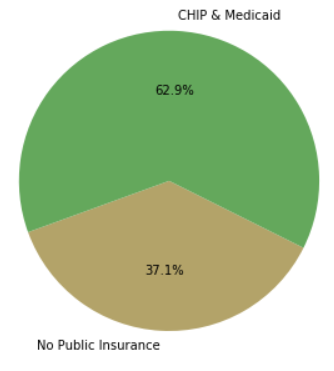 CHIP & Medicaid
62.9%
37.1%
No Public Insurance